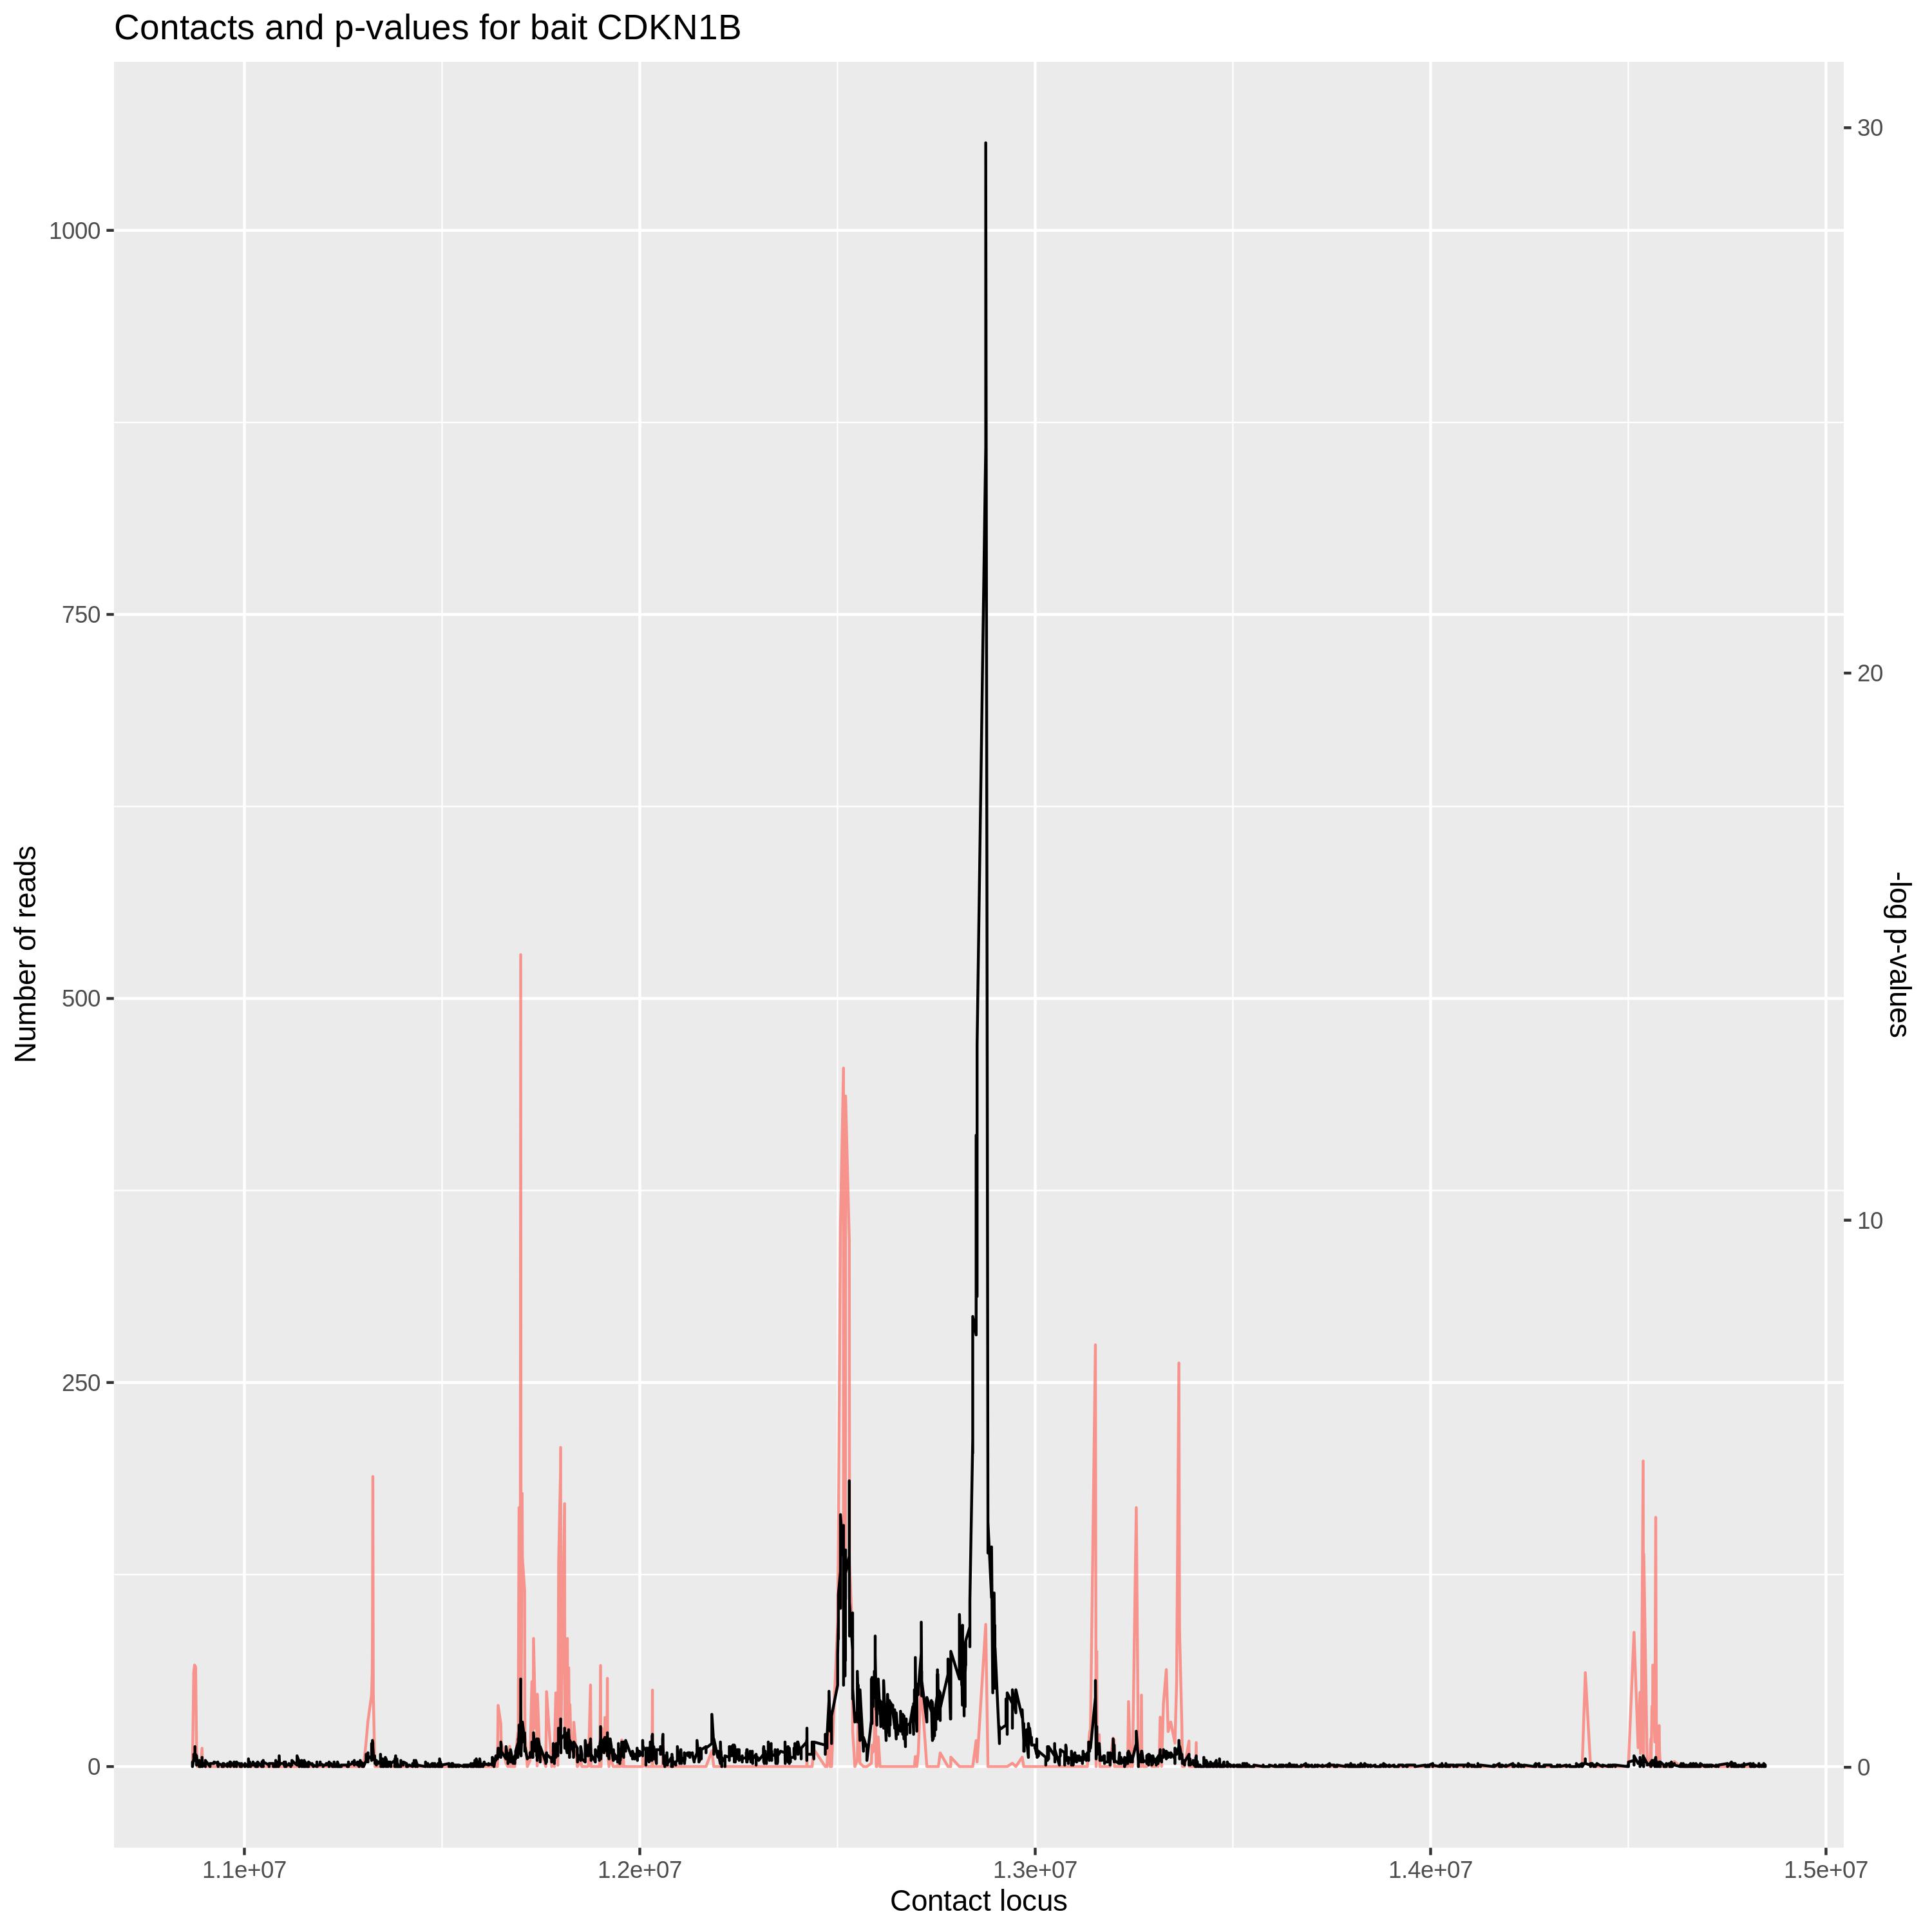 Contacts and p-values for bait CDKN1B
Number of reads
1000
750
500
250
0
30
20
10
0
-log p-values
1.1e+07
1.2e+07
1.3e+07
1.4e+07
1.5e+07
Contact locus